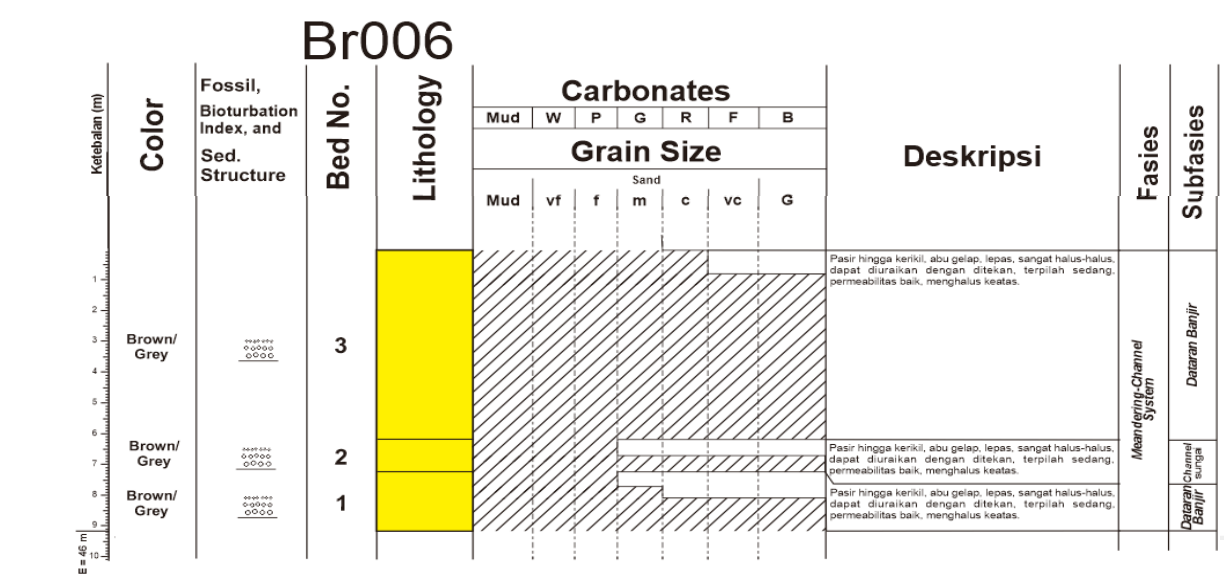 Br006
Ketebalan (m)
Color
Fossil,
Bioturbation
Index, and
Sed.
Structure
Bed No.
Lithology
Carbonates
Mud W P G R F B
Grain Size
Sand
Mud vf f m c vc G
Deskripsi
Fasies
Subfasies
1
2
3
4
5
6
7
8
9
10
E = 46 m
Brown/
Grey
3
Pasir hingga kerikil, abu gelap, lepas, sangat halus-halus,
dapat diuraikan dengan ditekan, terpilah sedang,
permeabilitas baik, menghalus keatas.
Meandering-Channel
System
Dataran Banjir
Brown/
Grey
2
Pasir hingga kerikil, abu gelap, lepas, sangat halus-halus,
dapat diuraikan dengan ditekan, terpilah sedang,
permeabilitas baik, menghalus keatas.
Channel
sungai
Brown/
Grey
1
Pasir hingga kerikil, abu gelap, lepas, sangat halus-halus,
dapat diuraikan dengan ditekan, terpilah sedang,
permeabilitas baik, menghalus keatas.
Dataran
Banjir